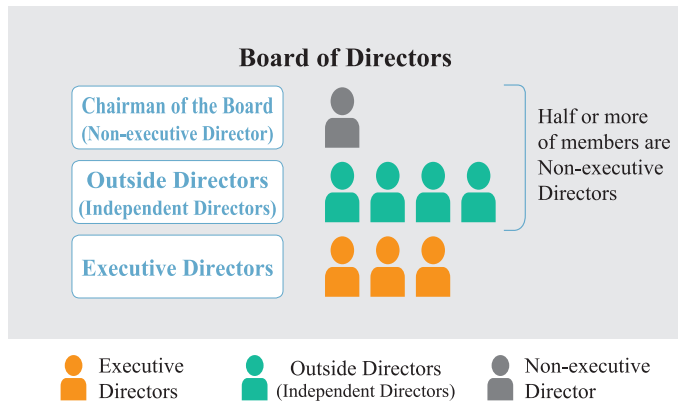 Board of Directors
Chairman of the Board
(Non-executive Director)
Half or more
of members are
Non-executive
Directors
Outside Directors
(Independent Directors)
Executive Directors
Executive
Directors
Outside Directors
(Independent Directors)
Non-executive
Director